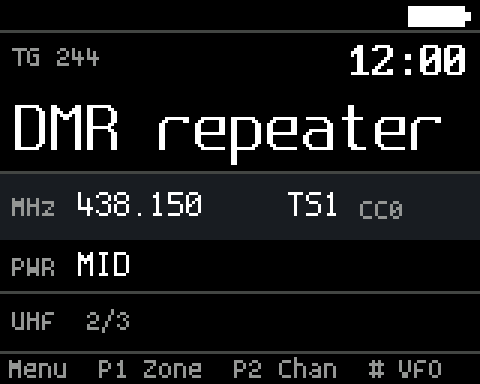 TG 244 12:00
DMR repeater
MHz 438.150 TS1 CC0
PWR MID
UHF 2/3
Menu P1 Zone P2 Chan # VFO